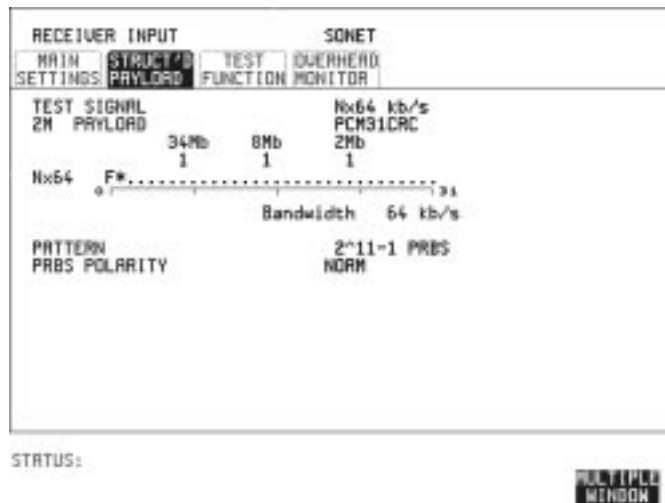 RECEIVER INPUT SONET
MAIN SETTINGS STRUCT'D PAYLOAD TEST FUNCTION OVERHEAD MONITOR
TEST SIGNAL Nx64 kb/s
2M PAYLOAD PCM31CRC
34Mb 8Mb 2Mb
1 1 1
Nx64 F*..............................
0 31
Bandwidth 64 kb/s
PATTERN 2^11-1 PRBS
PRBS POLARITY NORM
STATUS:
MULTIPLE
WINDOW